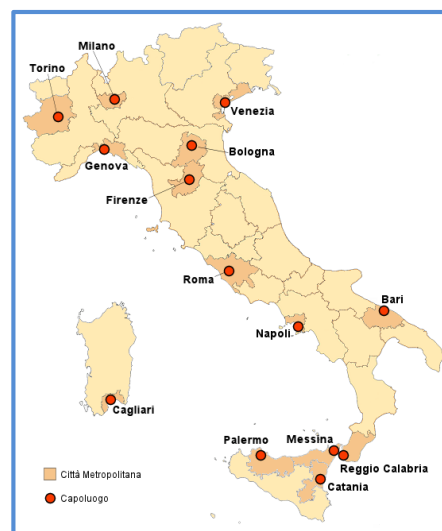 Milano
Torino
Venezia
Bologna
Genova
Firenze
Roma
Bari
Napoli
Cagliari
Palermo
Messina
Reggio Calabria
Catania
Città Metropolitana
Capoluogo